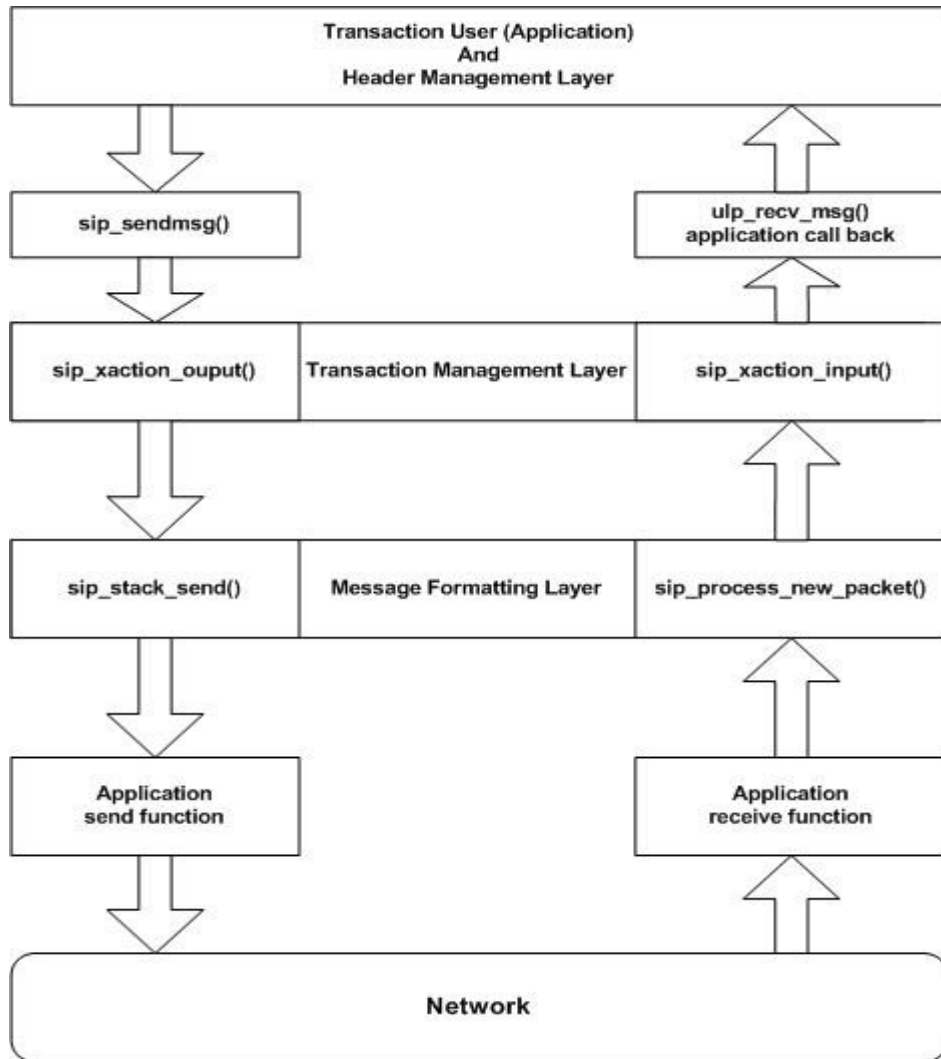 Transaction User (Application)
And
Header Management Layer
sip_sendmsg()
ulp_recv_msg()
application call back
sip_xaction_ouput()
Transaction Management Layer
sip_xaction_input()
sip_stack_send()
Message Formatting Layer
sip_process_new_packet()
Application
send function
Application
receive function
Network